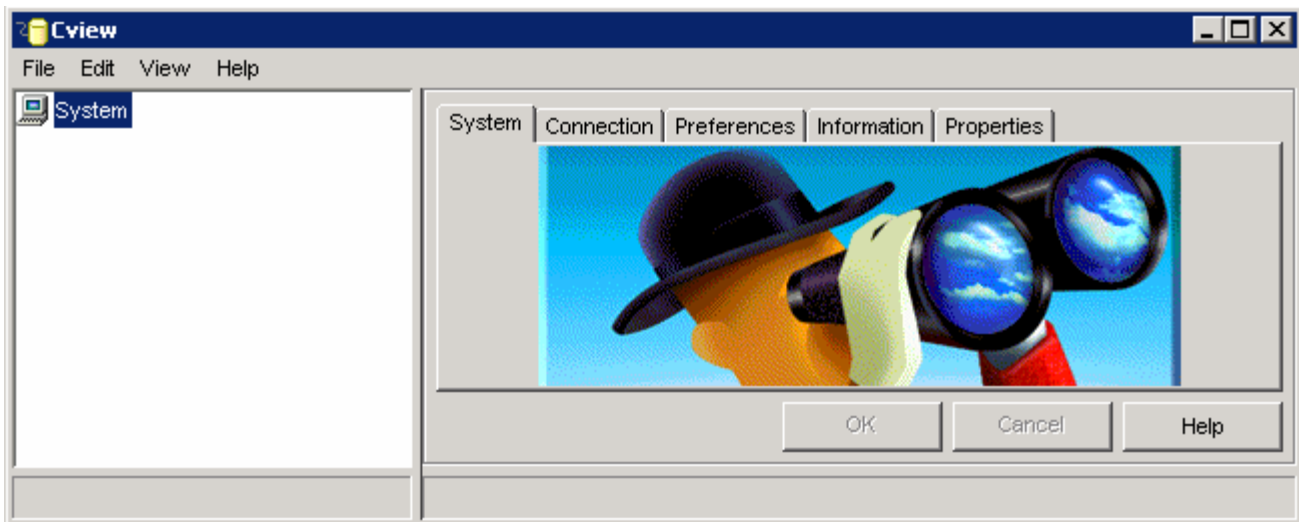 Cview
File Edit View Help
System
System Connection Preferences Information Properties
OK Cancel Help